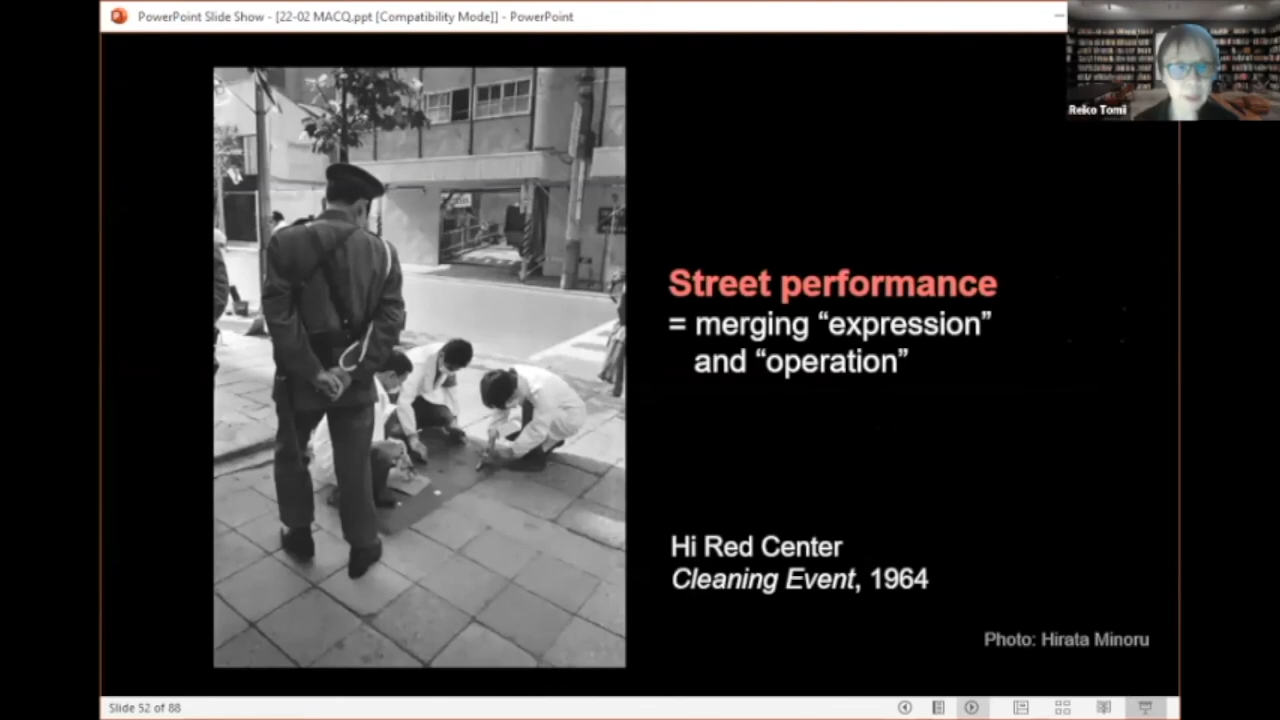 PowerPoint Slide Show - [22-02 MACQ.ppt [Compatibility Mode]] - PowerPoint
Reiko Tomii
Street performance
= merging “expression”
and “operation”
Hi Red Center
Cleaning Event, 1964
Photo: Hirata Minoru
Slide 52 of 88